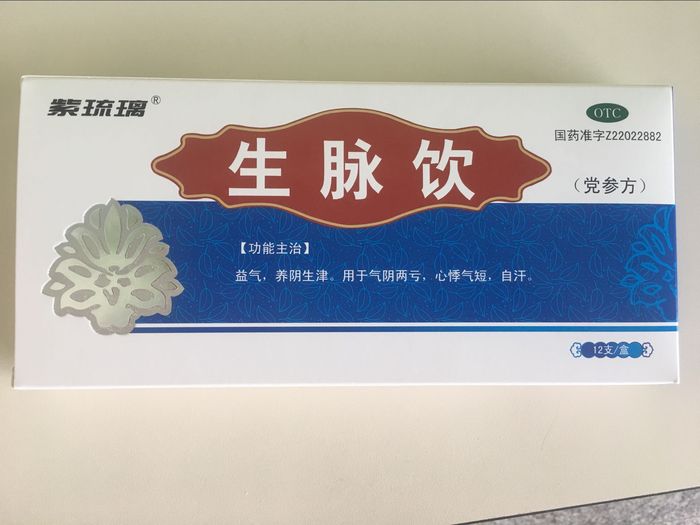 紫琉璃®
OTC
国药准字Z22022882
生脉饮
（党参方）
【功能主治】
益气，养阴生津。用于气阴两亏，心悸气短，自汗。
12支/盒